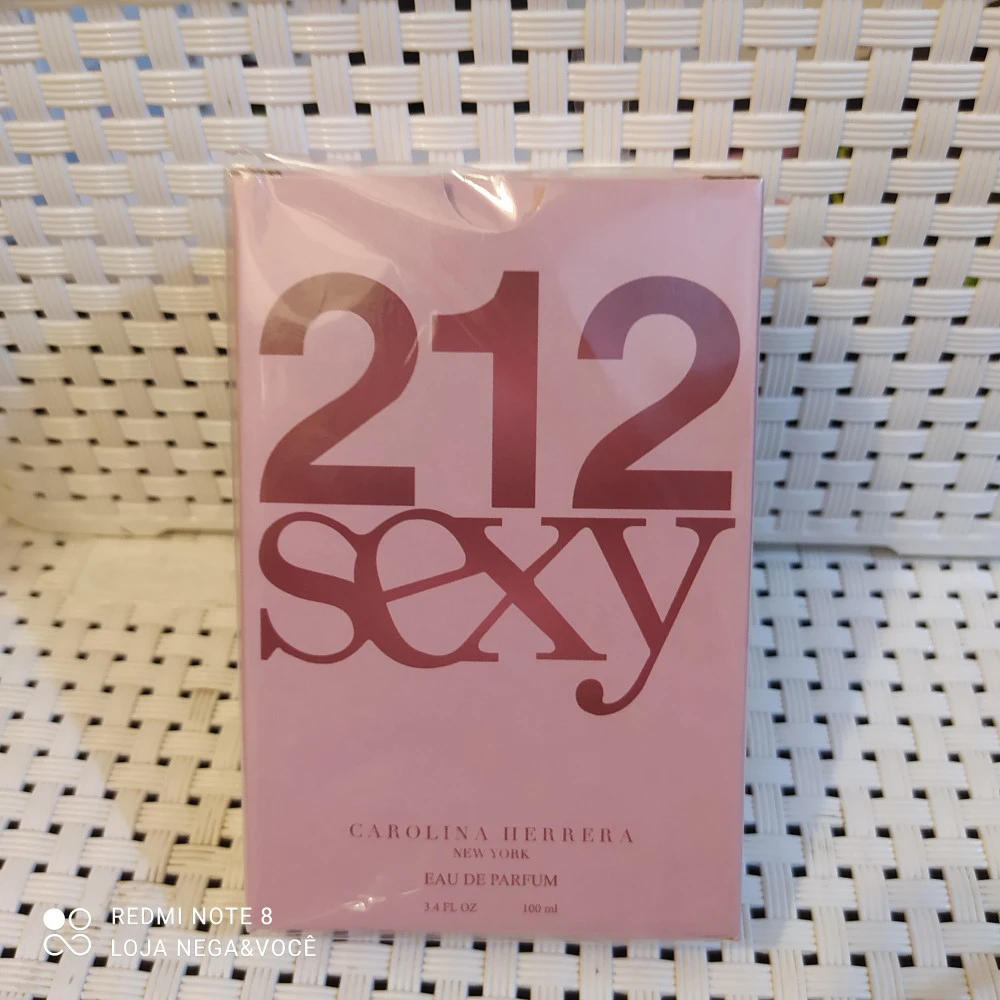 212
sexy
CAROLINA HERRERA
NEW YORK
EAU DE PARFUM
3.4 FL OZ 100 ml
REDMI NOTE 8
LOJA NEGA&VOCÊ